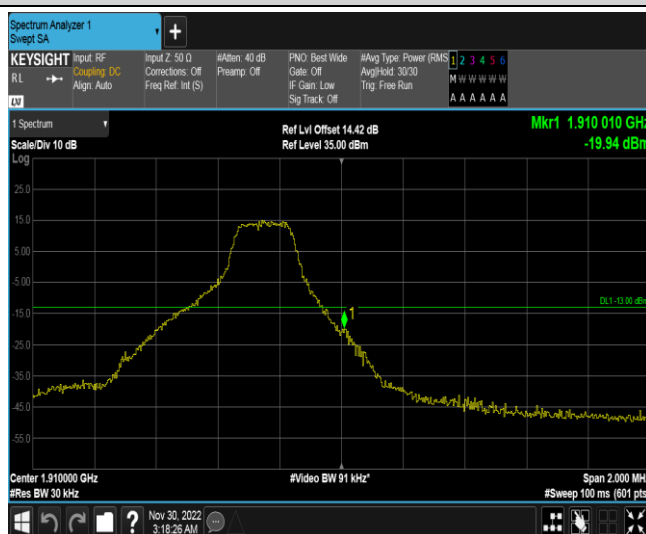 Spectrum Analyzer 1
Swept SA
KEYSIGHT
RL
LXI
Input: RF
Coupling: DC
Align: Auto
Input Z: 50 Ω
Corrections: Off
Freq Ref: Int (S)
#Atten: 40 dB
Preamp: Off
PNO: Best Wide
Gate: Off
IF Gain: Low
Sig Track: Off
#Avg Type: Power (RMS
Avg|Hold: 30/30
Trig: Free Run
1 2 3 4 5 6
M W W W W W
A A A A A A
1 Spectrum
Scale/Div 10 dB
Ref Lvl Offset 14.42 dB
Ref Level 35.00 dBm
Mkr1 1.910 010 GHz
-19.94 dBm
Log
25.0
15.0
5.00
-5.00
-15.0
-25.0
-35.0
-45.0
-55.0
DL1 -13.00 dBm
1
Center 1.910000 GHz
#Res BW 30 kHz
#Video BW 91 kHz*
Span 2.000 MHz
#Sweep 100 ms (601 pts)
?
Nov 30, 2022
3:18:26 AM